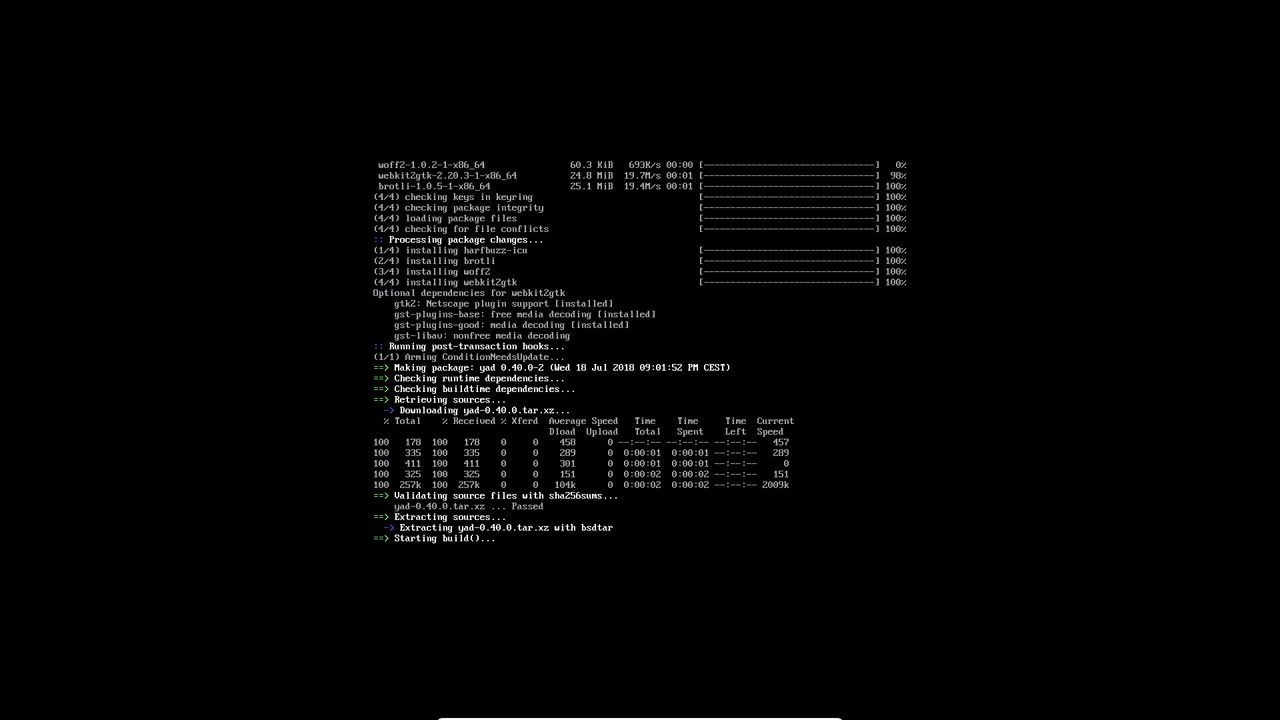 woff2-1.0.2-1-x86_64 60.3 KiB 693K/s 00:00 [--------------------------------] 0%
webkit2gtk-2.20.3-1-x86_64 24.8 MiB 19.7M/s 00:01 [--------------------------------] 98%
brotli-1.0.5-1-x86_64 25.1 MiB 19.4M/s 00:01 [--------------------------------] 100%
(4/4) checking keys in keyring [--------------------------------] 100%
(4/4) checking package integrity [--------------------------------] 100%
(4/4) loading package files [--------------------------------] 100%
(4/4) checking for file conflicts [--------------------------------] 100%
:: Processing package changes...
(1/4) installing harfbuzz-icu [--------------------------------] 100%
(2/4) installing brotli [--------------------------------] 100%
(3/4) installing woff2 [--------------------------------] 100%
(4/4) installing webkit2gtk [--------------------------------] 100%
Optional dependencies for webkit2gtk
gtk2: Netscape plugin support [installed]
gst-plugins-base: free media decoding [installed]
gst-plugins-good: media decoding [installed]
gst-libav: nonfree media decoding
:: Running post-transaction hooks...
(1/1) Arming ConditionNeedsUpdate...
==> Making package: yad 0.40.0-2 (Wed 18 Jul 2018 09:01:52 PM CEST)
==> Checking runtime dependencies...
==> Checking buildtime dependencies...
==> Retrieving sources...
-> Downloading yad-0.40.0.tar.xz...
% Total % Received % Xferd Average Speed Time Time Time Current
Dload Upload Total Spent Left Speed
100 178 100 178 0 0 458 0 --:--:-- --:--:-- --:--:-- 457
100 335 100 335 0 0 289 0 0:00:01 0:00:01 --:--:-- 289
100 411 100 411 0 0 301 0 0:00:01 0:00:01 --:--:-- 0
100 325 100 325 0 0 151 0 0:00:02 0:00:02 --:--:-- 151
100 257k 100 257k 0 0 104k 0 0:00:02 0:00:02 --:--:-- 2009k
==> Validating source files with sha256sums...
yad-0.40.0.tar.xz ... Passed
==> Extracting sources...
-> Extracting yad-0.40.0.tar.xz with bsdtar
==> Starting build()...